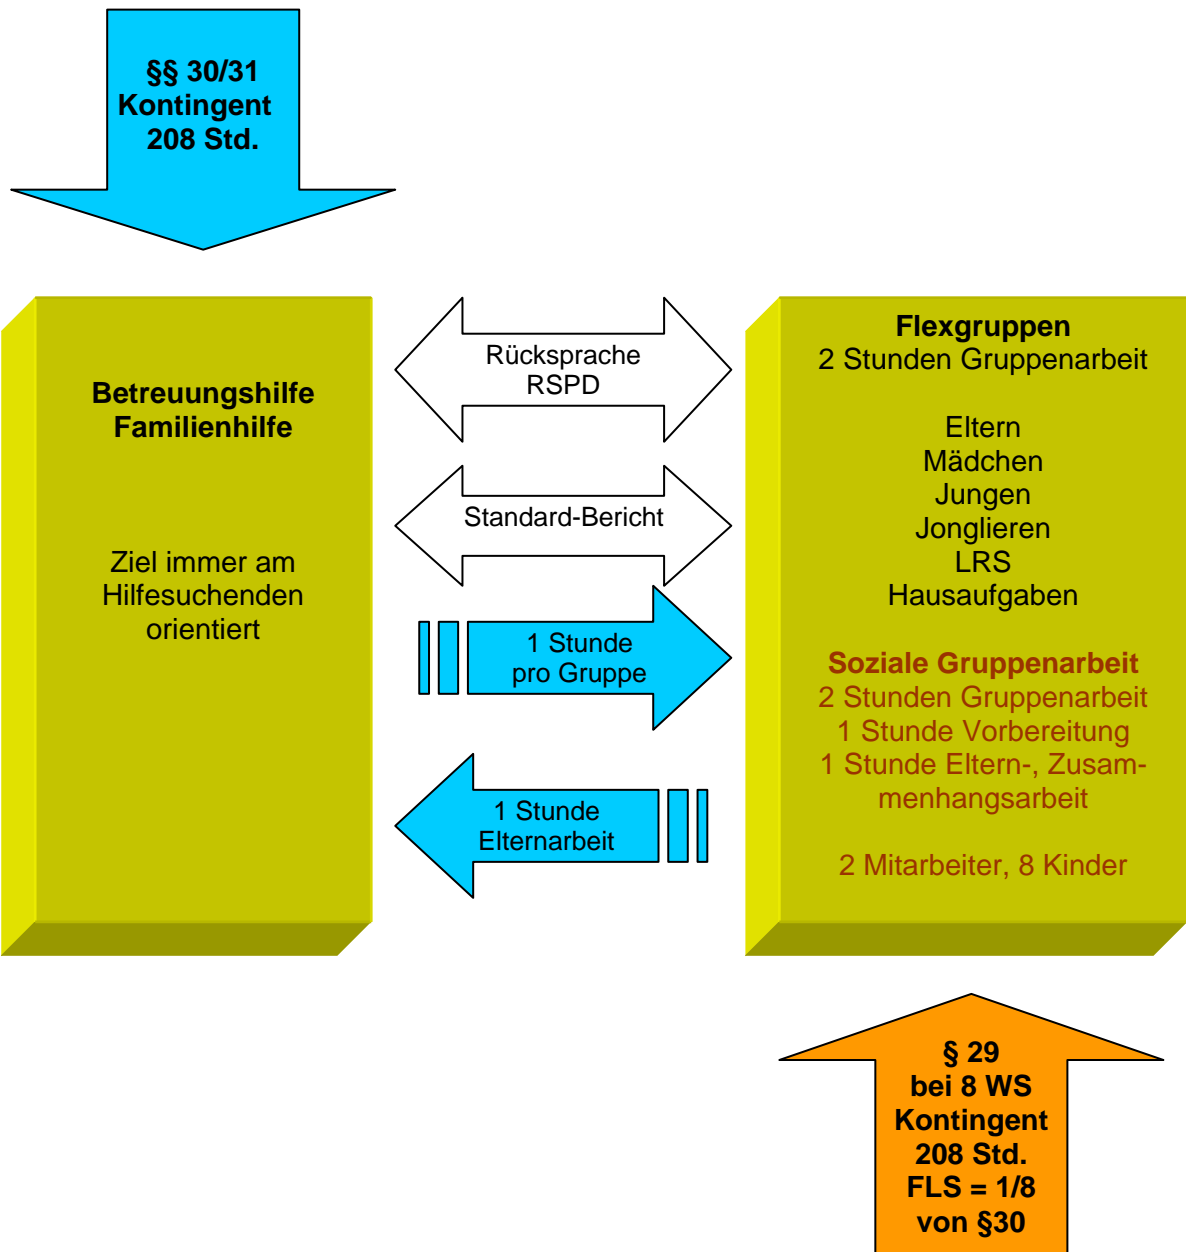 §§ 30/31
Kontingent
208 Std.
Betreuungshilfe
Familienhilfe
Ziel immer am
Hilfesuchenden
orientiert
Rücksprache
RSPD
Standard-Bericht
1 Stunde
pro Gruppe
1 Stunde
Elternarbeit
Flexgruppen
2 Stunden Gruppenarbeit
Eltern
Mädchen
Jungen
Jonglieren
LRS
Hausaufgaben
Soziale Gruppenarbeit
2 Stunden Gruppenarbeit
1 Stunde Vorbereitung
1 Stunde Eltern-, Zusam-
menhangsarbeit
2 Mitarbeiter, 8 Kinder
§ 29
bei 8 WS
Kontingent
208 Std.
FLS = 1/8
von §30